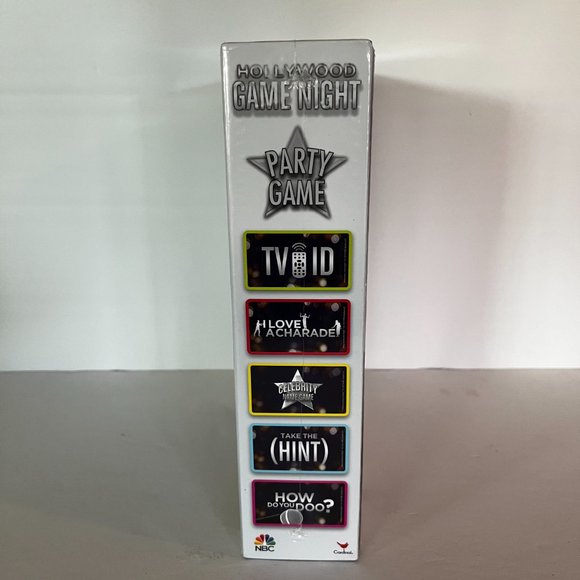 HOLLYWOOD
GAME NIGHT
PARTY
GAME
TV ID
I LOVE
A CHARADE
CELEBRITY
NAME GAME
TAKE THE
(HINT)
HOW
DO YOU DOO?
NBC
Cardinal